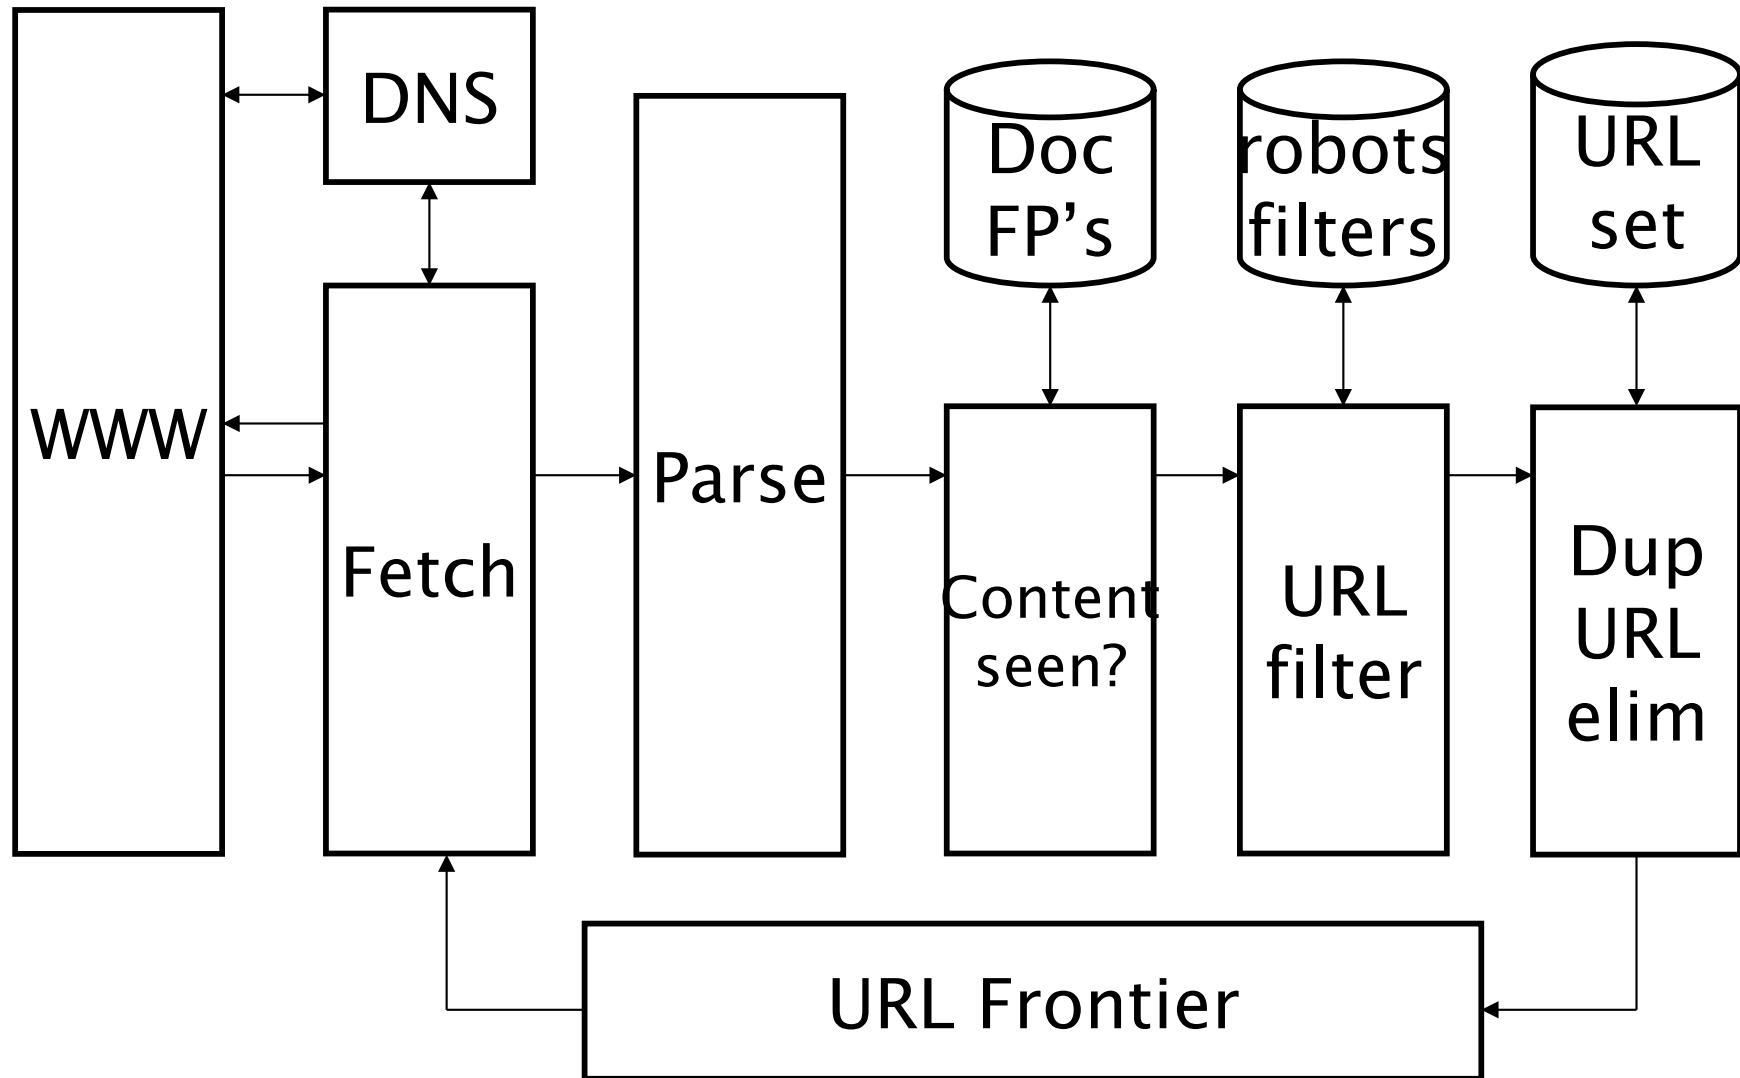 WWW
DNS
Fetch
Parse
Doc
FP’s
Content
seen?
robots
filters
URL
filter
URL
set
Dup
URL
elim
URL Frontier